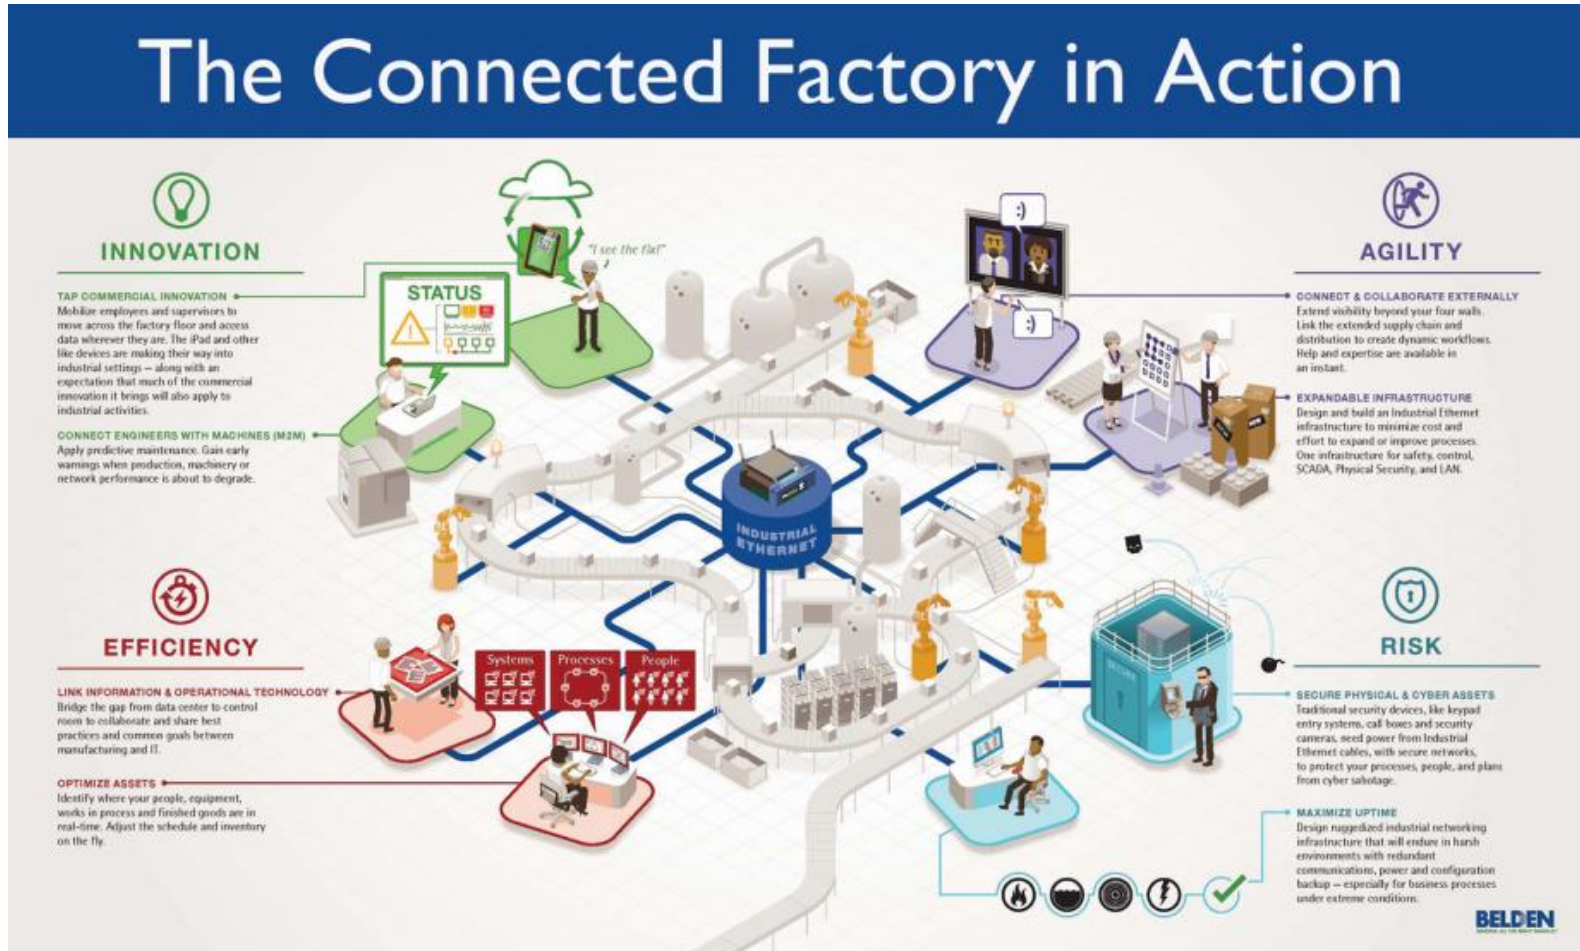 The Connected Factory in Action
INNOVATION
TAP COMMERCIAL INNOVATION
Mobilize employees and supervisors to
move across the factory floor and access
data wherever they are. The iPad and other
like devices are making their way into
industrial settings – along with an
expectation that much of the commercial
innovation it brings will also apply to
industrial activities.
CONNECT ENGINEERS WITH MACHINES (M2M)
Apply predictive maintenance. Gain early
warnings when production, machinery or
network performance is about to degrade.
STATUS
"I see the fix!"
:)
:)
AGILITY
CONNECT & COLLABORATE EXTERNALLY
Extend visibility beyond your four walls.
Link the extended supply chain and
distribution to create dynamic workflows.
Help and expertise are available in
an instant.
EXPANDABLE INFRASTRUCTURE
Design and build an Industrial Ethernet
infrastructure to minimize cost and
effort to expand or improve processes.
One infrastructure for safety, control,
SCADA, Physical Security, and LAN.
INDUSTRIAL
ETHERNET
EFFICIENCY
LINK INFORMATION & OPERATIONAL TECHNOLOGY
Bridge the gap from data center to control
room to collaborate and share best
practices and common goals between
manufacturing and IT.
OPTIMIZE ASSETS
Identify where your people, equipment,
works in process and finished goods are in
real-time. Adjust the schedule and inventory
on the fly.
Systems
Processes
People
SECURE
RISK
SECURE PHYSICAL & CYBER ASSETS
Traditional security devices, like keypad
entry systems, call boxes and security
cameras, need power from Industrial
Ethernet cables, with secure networks,
to protect your processes, people, and plans
from cyber sabotage.
MAXIMIZE UPTIME
Design ruggedized industrial networking
infrastructure that will endure in harsh
environments with redundant
communications, power and configuration
backup – especially for business processes
under extreme conditions.
BELDEN